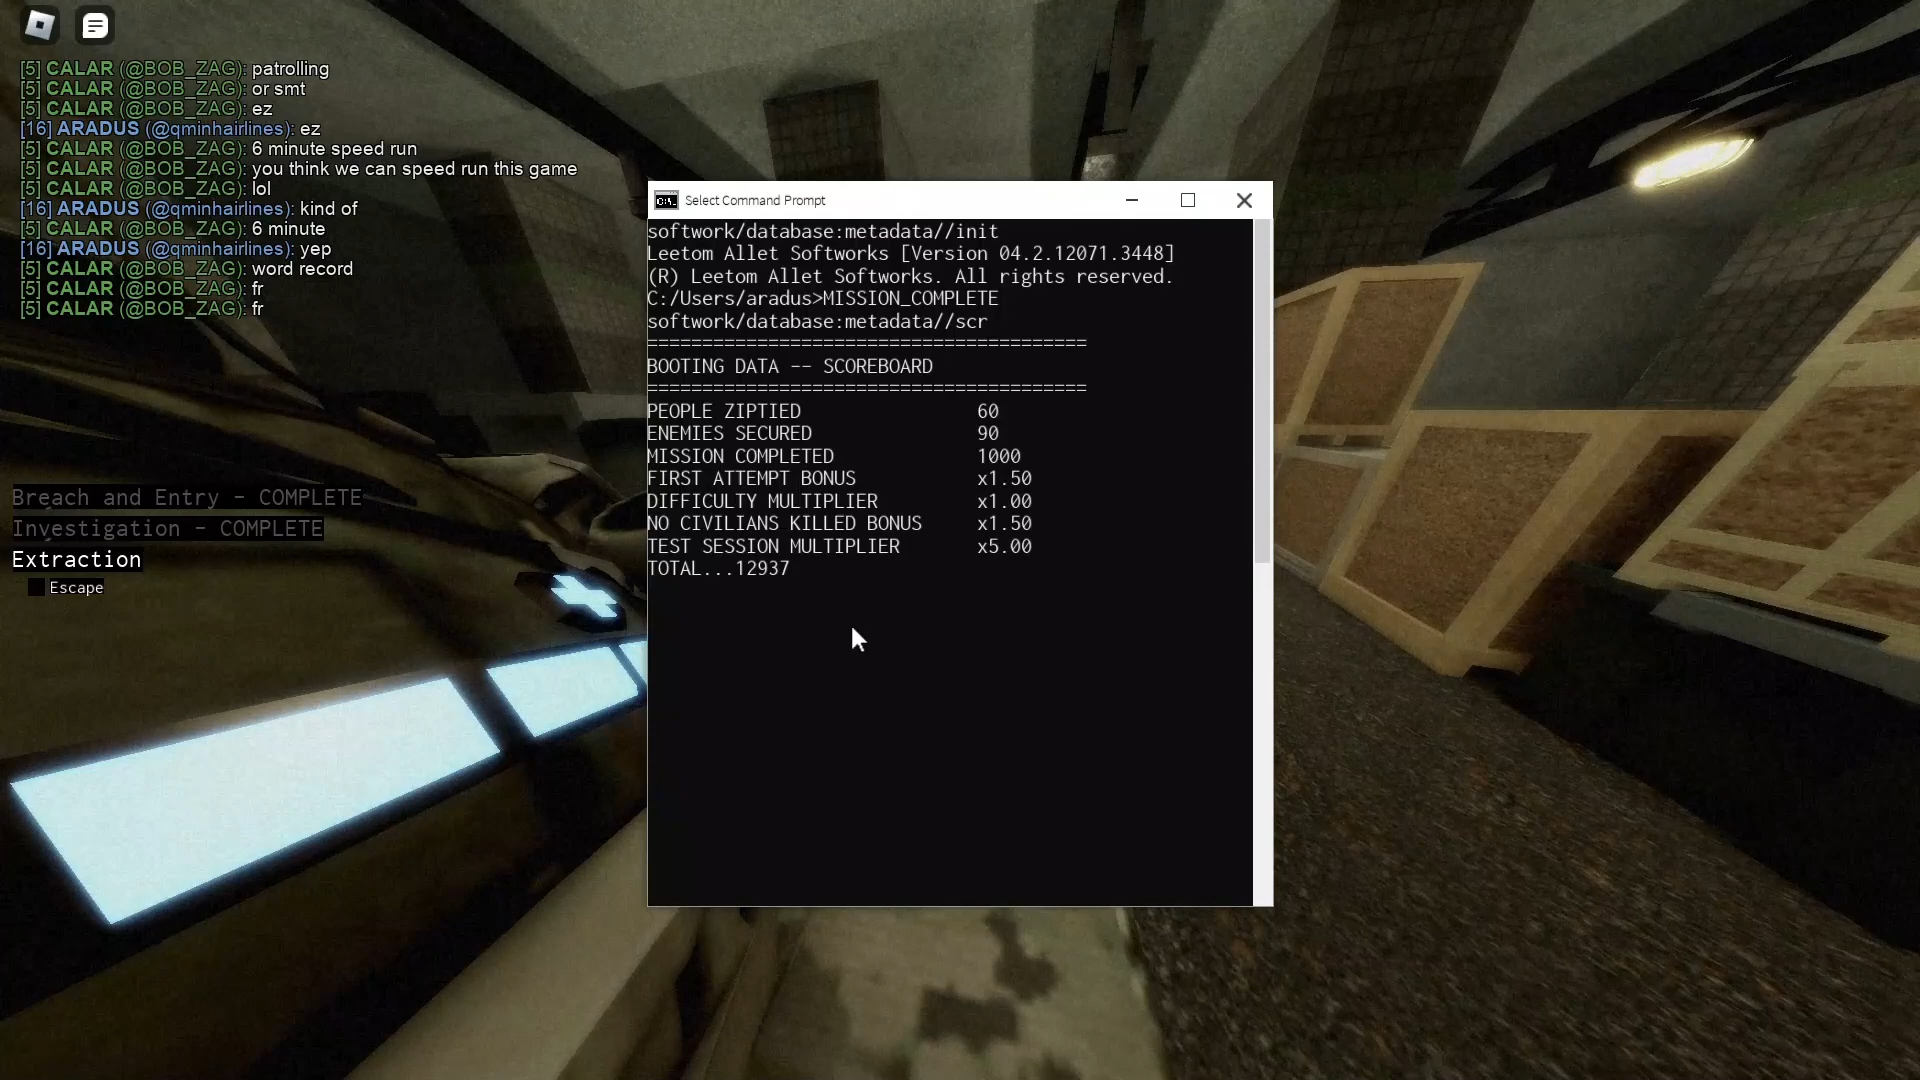 [5] CALAR (@BOB_ZAG): patrolling
[5] CALAR (@BOB_ZAG): or smt
[5] CALAR (@BOB_ZAG): ez
[16] ARADUS (@qminhairlines): ez
[5] CALAR (@BOB_ZAG): 6 minute speed run
[5] CALAR (@BOB_ZAG): you think we can speed run this game
[5] CALAR (@BOB_ZAG): lol
[16] ARADUS (@qminhairlines): kind of
[5] CALAR (@BOB_ZAG): 6 minute
[16] ARADUS (@qminhairlines): yep
[5] CALAR (@BOB_ZAG): word record
[5] CALAR (@BOB_ZAG): fr
[5] CALAR (@BOB_ZAG): fr
Breach and Entry - COMPLETE
Investigation - COMPLETE
Extraction
Escape
C:\. Select Command Prompt
softwork/database:metadata//init
Leetom Allet Softworks [Version 04.2.12071.3448]
(R) Leetom Allet Softworks. All rights reserved.
C:/Users/aradus>MISSION_COMPLETE
softwork/database:metadata//scr
========================================
BOOTING DATA -- SCOREBOARD
========================================
PEOPLE ZIPTIED 60
ENEMIES SECURED 90
MISSION COMPLETED 1000
FIRST ATTEMPT BONUS x1.50
DIFFICULTY MULTIPLIER x1.00
NO CIVILIANS KILLED BONUS x1.50
TEST SESSION MULTIPLIER x5.00
TOTAL...12937